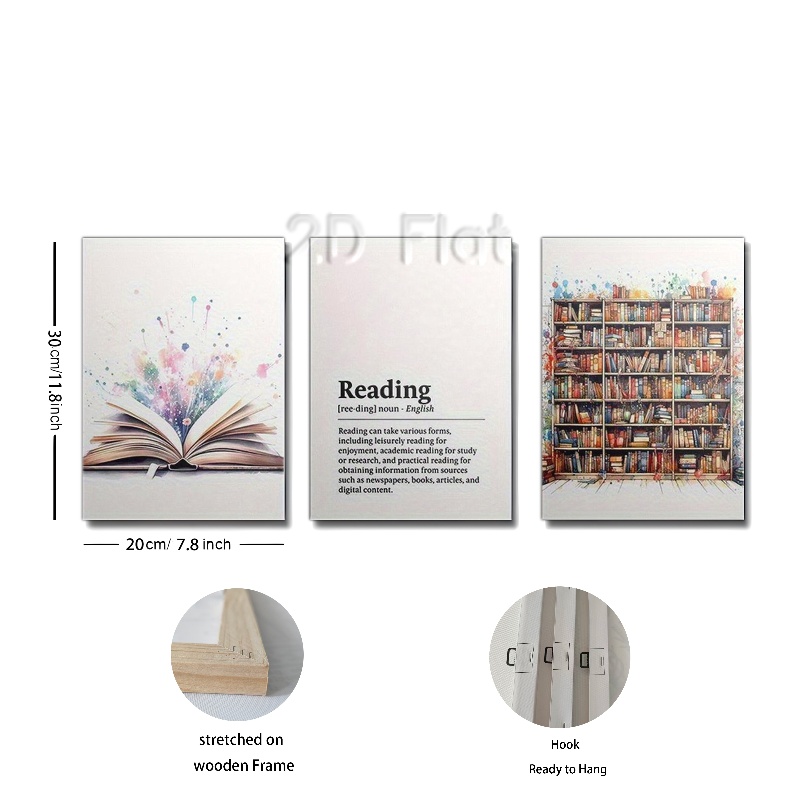 2.D Flat
30cm/11.8inch
Reading
[ree·ding] noun · English
Reading can take various forms,
including leisurely reading for
enjoyment, academic reading for study
or research, and practical reading for
obtaining information from sources
such as newspapers, books, articles, and
digital content.
20cm/ 7.8 inch
stretched on
wooden Frame
Hook
Ready to Hang